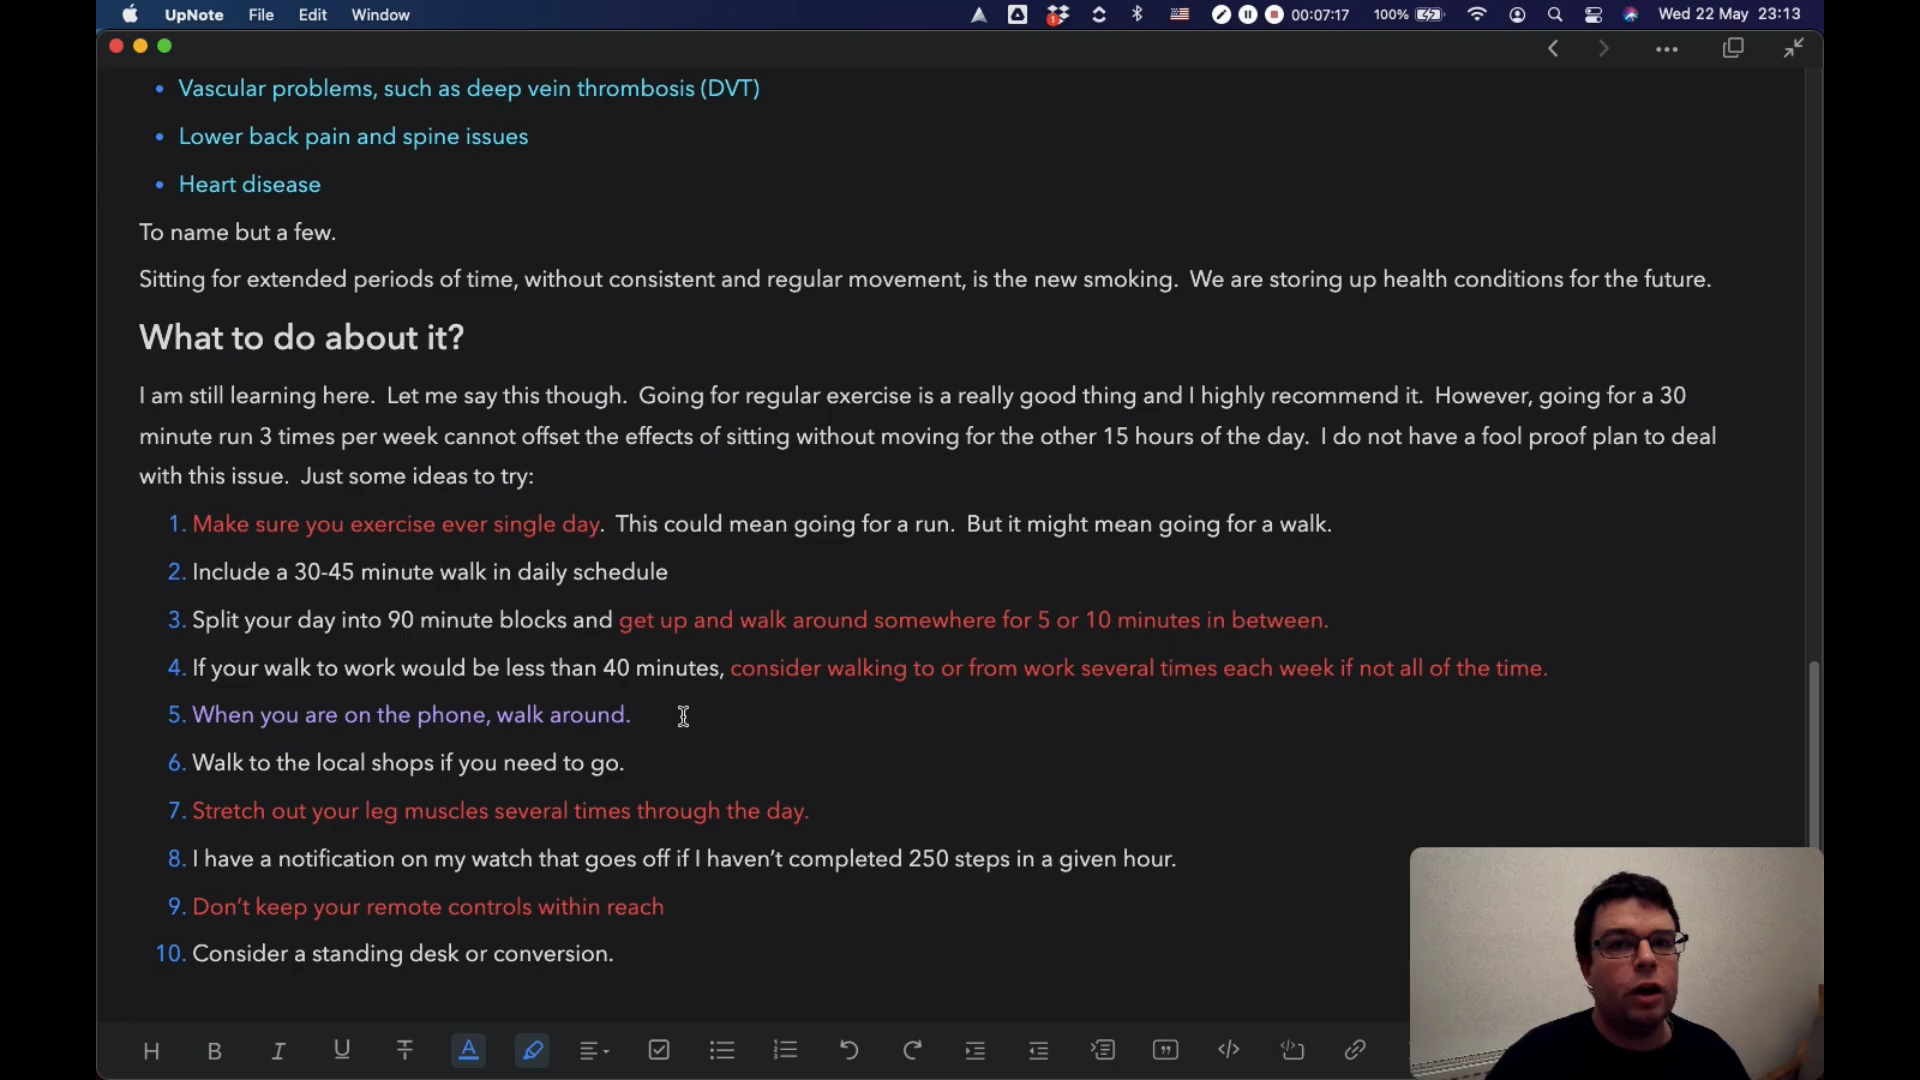 UpNote File Edit Window 1 00:07:17 100% Wed 22 May 23:13
• Vascular problems, such as deep vein thrombosis (DVT)
• Lower back pain and spine issues
• Heart disease
To name but a few.
Sitting for extended periods of time, without consistent and regular movement, is the new smoking. We are storing up health conditions for the future.
What to do about it?
I am still learning here. Let me say this though. Going for regular exercise is a really good thing and I highly recommend it. However, going for a 30
minute run 3 times per week cannot offset the effects of sitting without moving for the other 15 hours of the day. I do not have a fool proof plan to deal
with this issue. Just some ideas to try:
1. Make sure you exercise ever single day. This could mean going for a run. But it might mean going for a walk.
2. Include a 30-45 minute walk in daily schedule
3. Split your day into 90 minute blocks and get up and walk around somewhere for 5 or 10 minutes in between.
4. If your walk to work would be less than 40 minutes, consider walking to or from work several times each week if not all of the time.
5. When you are on the phone, walk around.
6. Walk to the local shops if you need to go.
7. Stretch out your leg muscles several times through the day.
8. I have a notification on my watch that goes off if I haven't completed 250 steps in a given hour.
9. Don't keep your remote controls within reach
10. Consider a standing desk or conversion.
H B I U T A